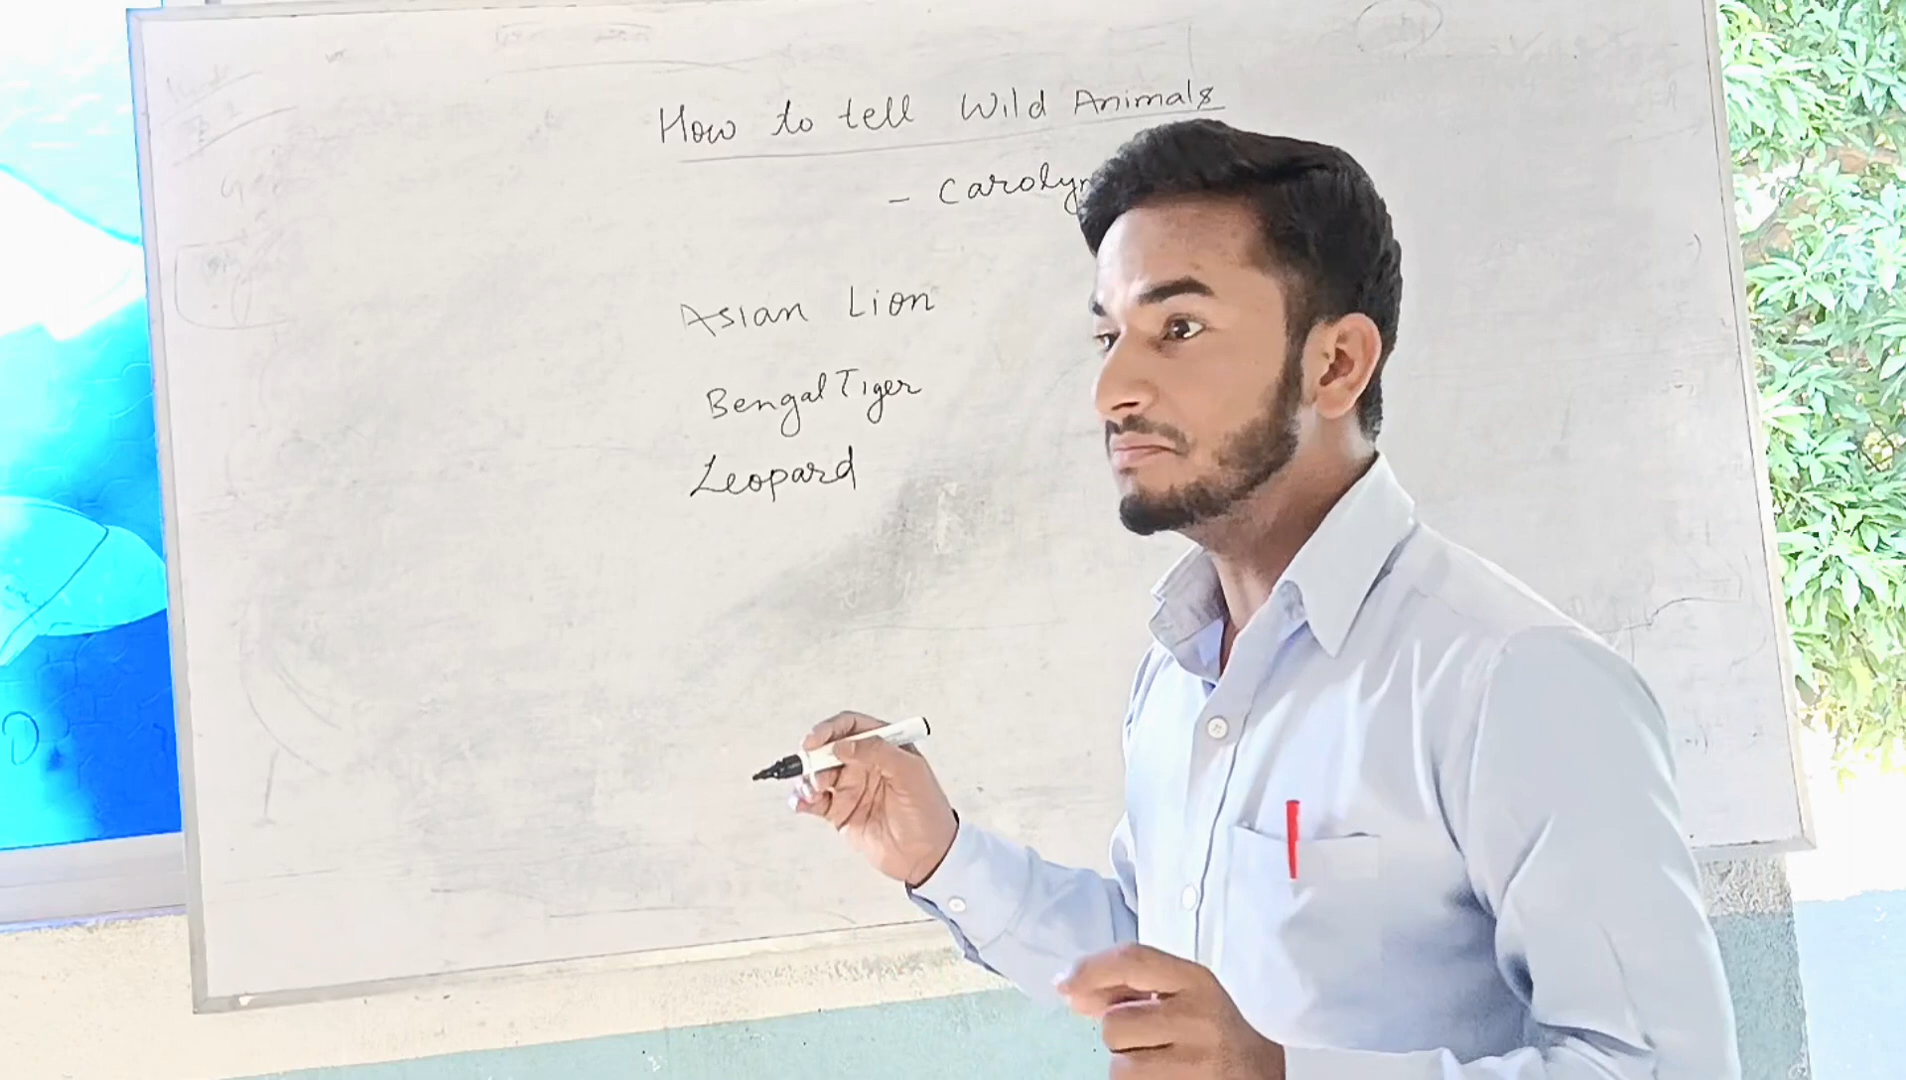 How to tell Wild Animals
- Carolyn
Asian Lion
Bengal Tiger
Leopard